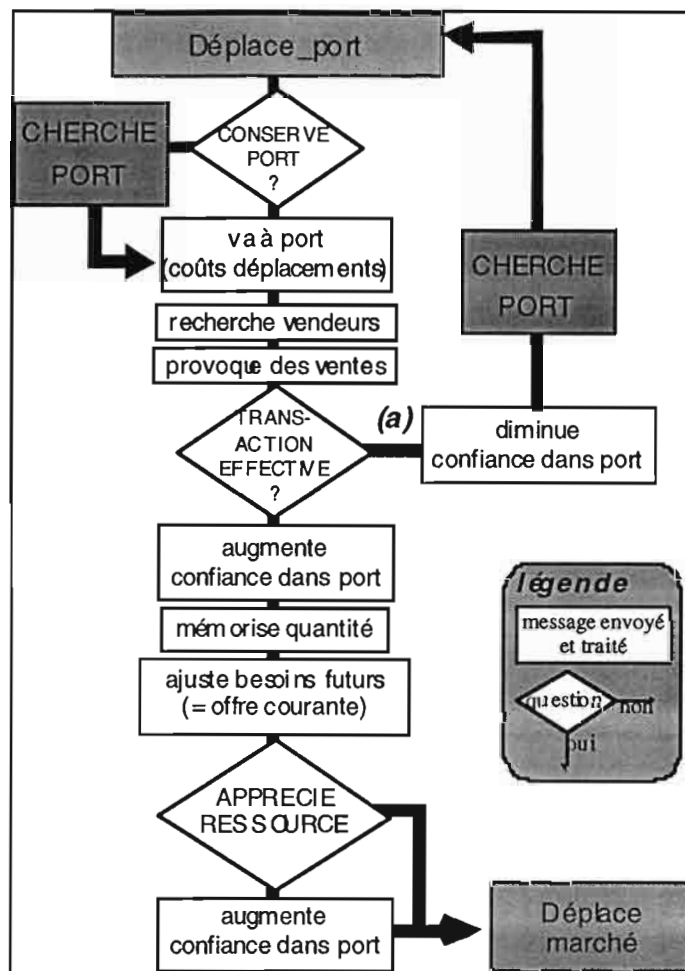 Déplace_port
CHERCHE
PORT
CONSERVE
PORT
?
va à port
(coûts déplacements)
CHERCHE
PORT
recherche vendeurs
provoque des ventes
TRANS-
ACTION
EFFECTIVE
?
(a)
diminue
confiance dans port
augmente
confiance dans port
mémorise quantité
ajuste besoins futurs
(= offre courante)
APPRECIE
RESSOURCE
augmente
confiance dans port
Déplace
marché
légende
message envoyé
et traité
question
non
oui